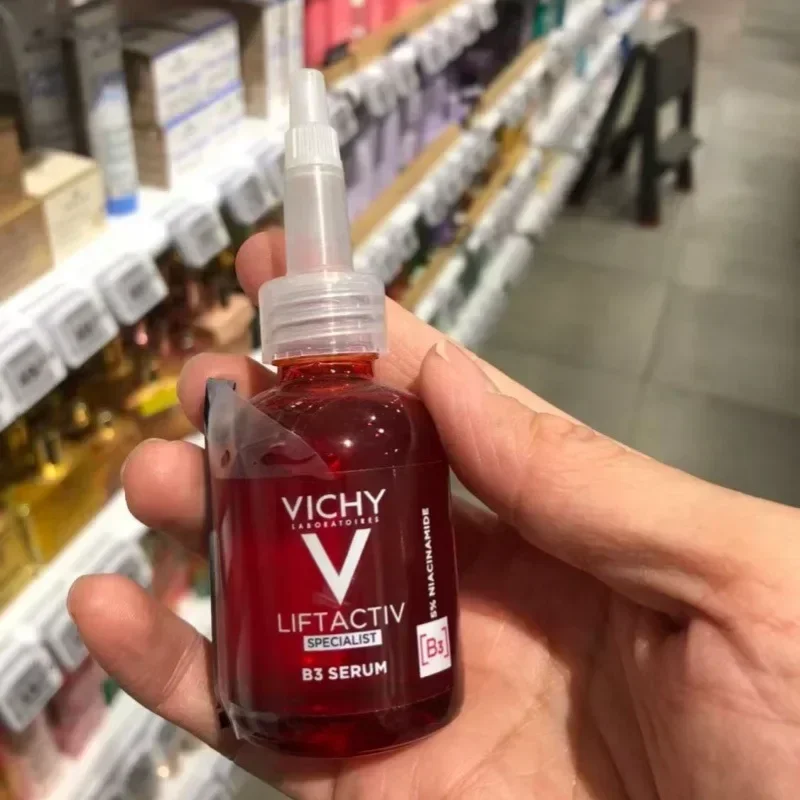 VICHY
LABORATOIRES
LIFTACTIV
SPECIALIST
B3 SERUM
5% NIACINAMIDE
[B3]